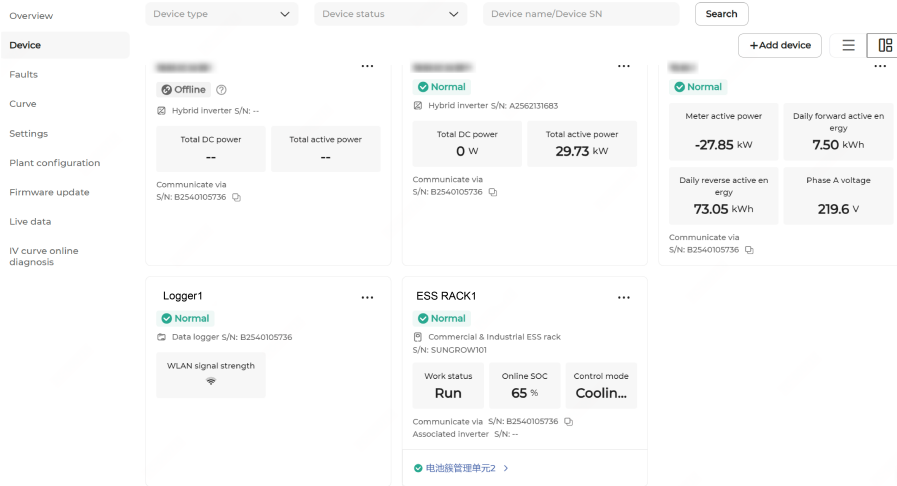 Overview
Device
Faults
Curve
Settings
Plant configuration
Firmware update
Live data
IV curve online
diagnosis
Device type
Device status
Device name/Device SN
Search
+Add device
Offline
Hybrid inverter S/N: --
Total DC power
--
Total active power
--
Communicate via
S/N: B2540105736
Normal
Hybrid inverter S/N: A2562131683
Total DC power
0 W
Total active power
29.73 kW
Communicate via
S/N: B2540105736
Normal
Meter active power
-27.85 kW
Daily forward active en
ergy
7.50 kWh
Daily reverse active en
ergy
73.05 kWh
Phase A voltage
219.6 V
Communicate via
S/N: B2540105736
Logger1
Normal
Data logger S/N: B2540105736
WLAN signal strength
ESS RACK1
Normal
Commercial & Industrial ESS rack
S/N: SUNGROW101
Work status
Run
Online SOC
65 %
Control mode
Coolin...
Communicate via S/N: B2540105736
Associated inverter S/N: --
电池簇管理单元2